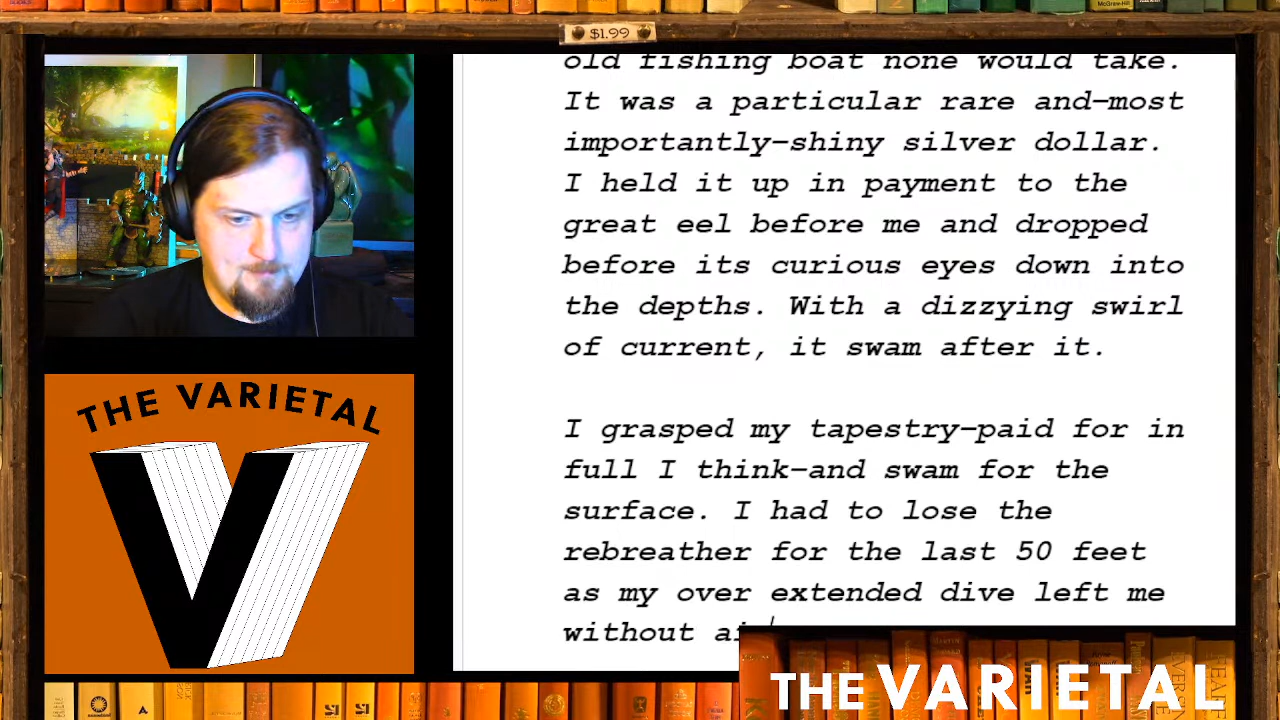 $1.99
McGraw-Hill
old fishing boat none would take.
It was a particular rare and—most
importantly—shiny silver dollar.
I held it up in payment to the
great eel before me and dropped
before its curious eyes down into
the depths. With a dizzying swirl
of current, it swam after it.
I grasped my tapestry—paid for in
full I think—and swam for the
surface. I had to lose the
rebreather for the last 50 feet
as my over extended dive left me
without ai
THE VARIETAL
V
THE VARIETAL